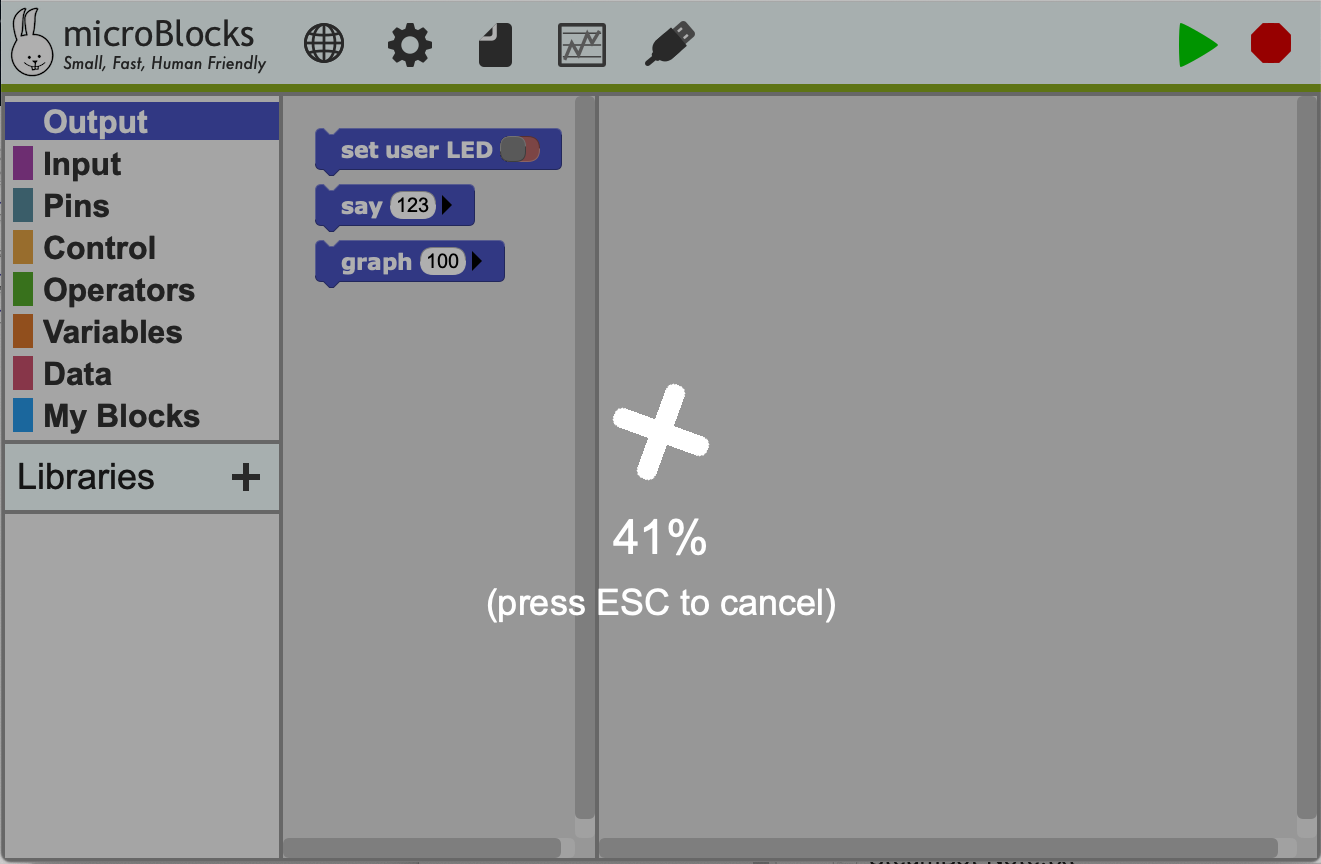 microBlocks
Small, Fast, Human Friendly
Output
Input
Pins
Control
Operators
Variables
Data
My Blocks
Libraries +
set user LED
say 123
graph 100
41%
(press ESC to cancel)